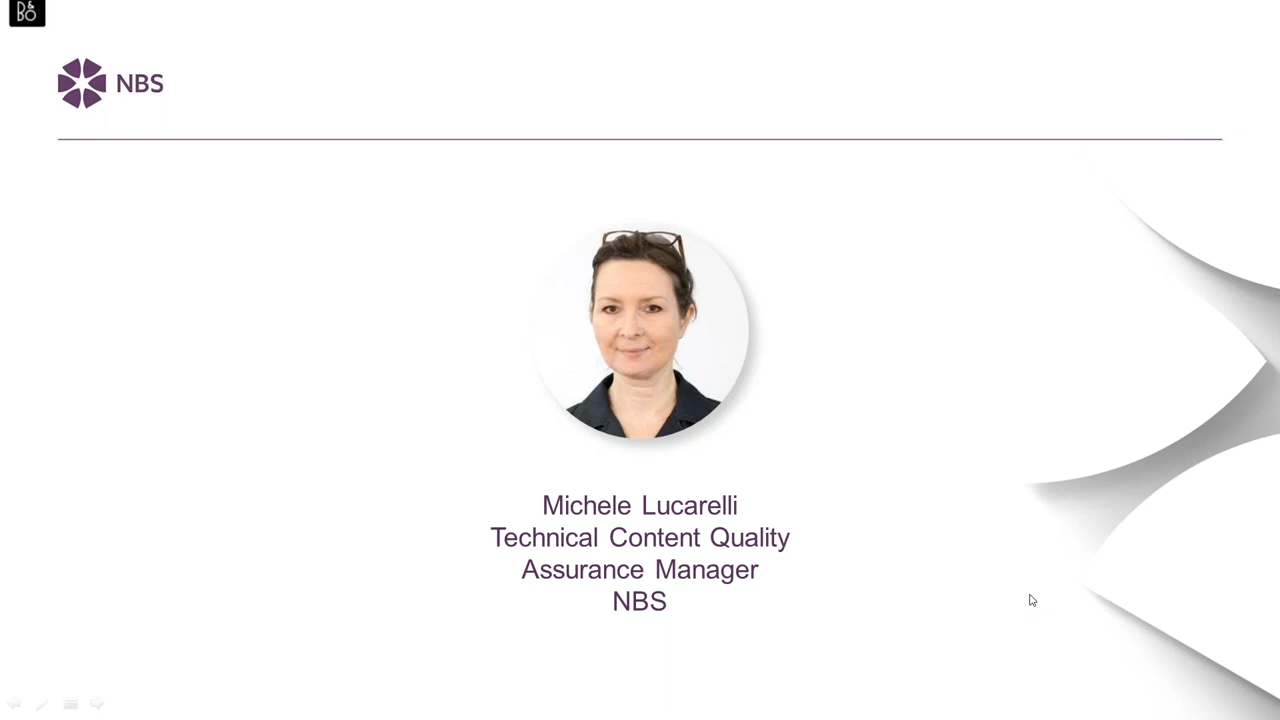 B&O
NBS
Michele Lucarelli
Technical Content Quality
Assurance Manager
NBS